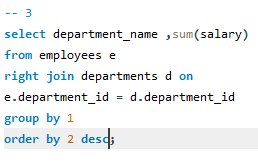 -- 3
select department_name ,sum(salary)
from employees e
right join departments d on
e.department_id = d.department_id
group by 1
order by 2 desc;